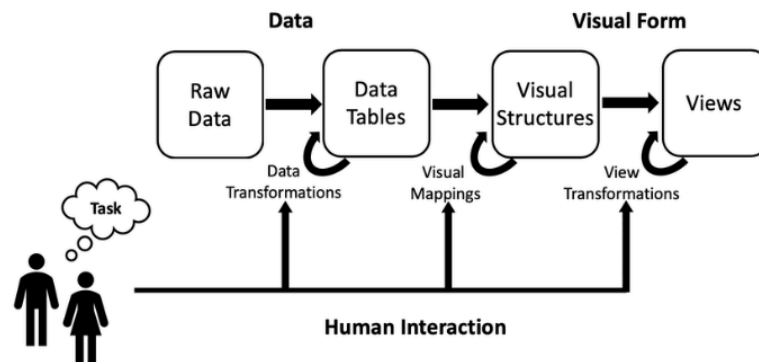 Data
Visual Form
Raw
Data
Data
Tables
Visual
Structures
Views
Data
Transformations
Visual
Mappings
View
Transformations
Task
Human Interaction